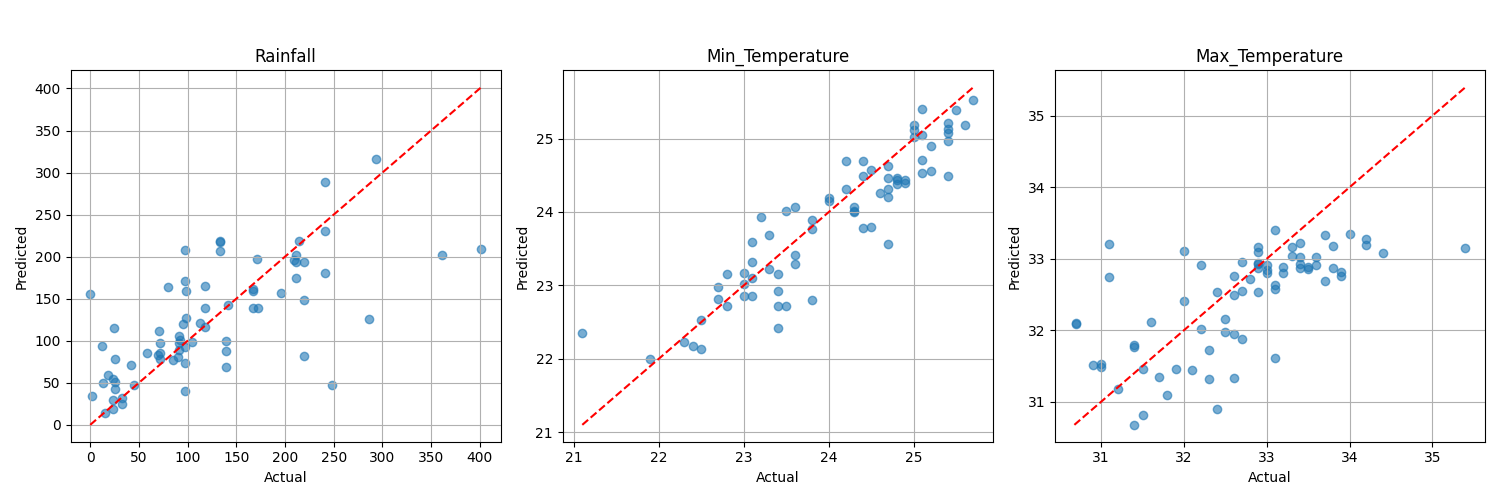 Rainfall
Predicted
400
350
300
250
200
150
100
50
0
0 50 100 150 200 250 300 350 400
Actual
Min_Temperature
Predicted
25
24
23
22
21
21 22 23 24 25
Actual
Max_Temperature
Predicted
35
34
33
32
31
31 32 33 34 35
Actual